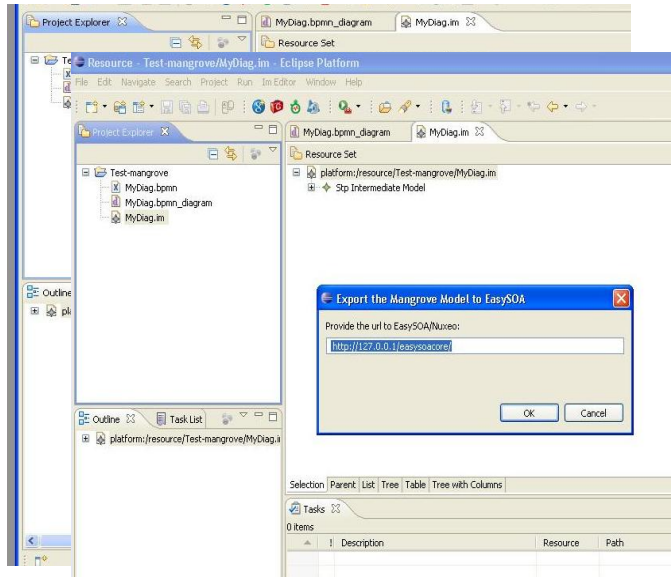 Project Explorer
MyDiag.bpmn_diagram
MyDiag.im
Resource Set
Te
Resource - Test-mangrove/MyDiag.im - Eclipse Platform
File Edit Navigate Search Project Run Im Editor Window Help
Project Explorer
MyDiag.bpmn_diagram
MyDiag.im
Resource Set
Test-mangrove
MyDiag.bpmn
MyDiag.bpmn_diagram
MyDiag.im
platform:/resource/Test-mangrove/MyDiag.im
Stp Intermediate Model
Export the Mangrove Model to EasySOA
Provide the url to EasySOA/Nuxeo:
http://127.0.0.1/easysoacore/
OK Cancel
Outline
pl
Outline
Task List
platform:/resource/Test-mangrove/MyDiag.i
Selection Parent List Tree Table Tree with Columns
Tasks
0 items
! Description Resource Path